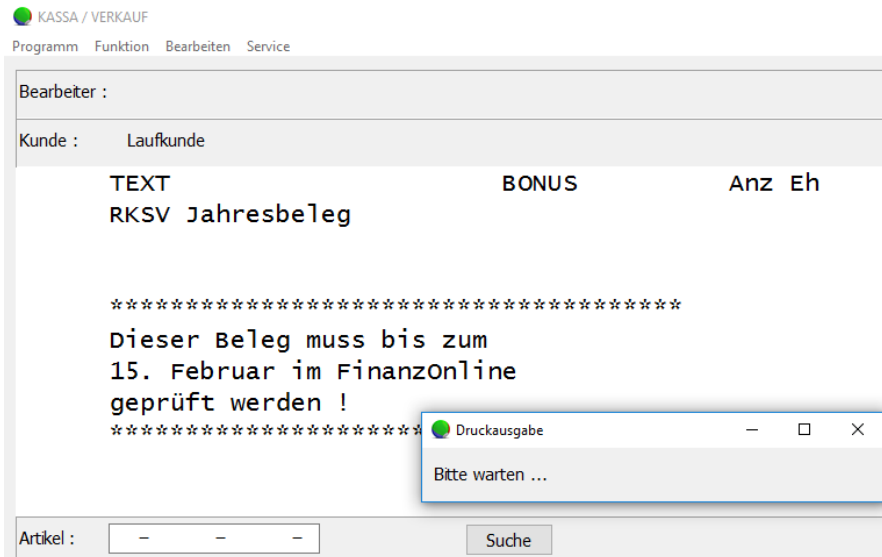 KASSA / VERKAUF
Programm Funktion Bearbeiten Service
Bearbeiter :
Kunde : Laufkunde
TEXT BONUS Anz Eh
RKSV Jahresbeleg
**************************************
Dieser Beleg muss bis zum
15. Februar im FinanzOnline
geprüft werden !
*********************
Druckausgabe
Bitte warten ...
Artikel : – – –
Suche